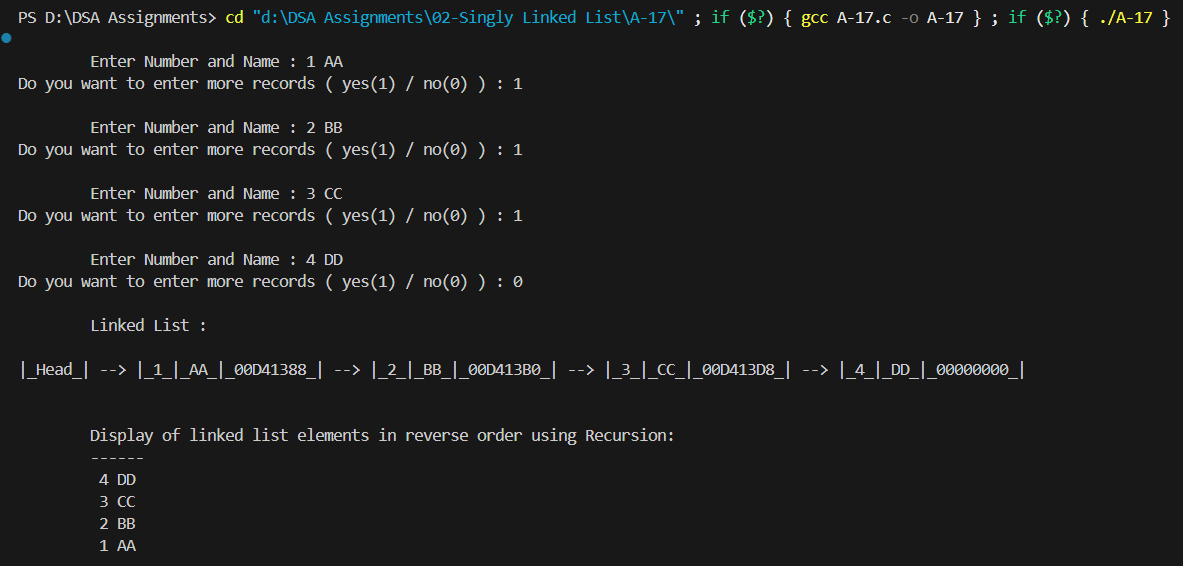 PS D:\DSA Assignments> cd "d:\DSA Assignments\02-Singly Linked List\A-17\" ; if ($?) { gcc A-17.c -o A-17 } ; if ($?) { ./A-17 }
Enter Number and Name : 1 AA
Do you want to enter more records ( yes(1) / no(0) ) : 1
Enter Number and Name : 2 BB
Do you want to enter more records ( yes(1) / no(0) ) : 1
Enter Number and Name : 3 CC
Do you want to enter more records ( yes(1) / no(0) ) : 1
Enter Number and Name : 4 DD
Do you want to enter more records ( yes(1) / no(0) ) : 0
Linked List :
|_Head_| --> |_1_|_AA_|_00D41388_| --> |_2_|_BB_|_00D413B0_| --> |_3_|_CC_|_00D413D8_| --> |_4_|_DD_|_00000000_|
Display of linked list elements in reverse order using Recursion:
------
4 DD
3 CC
2 BB
1 AA